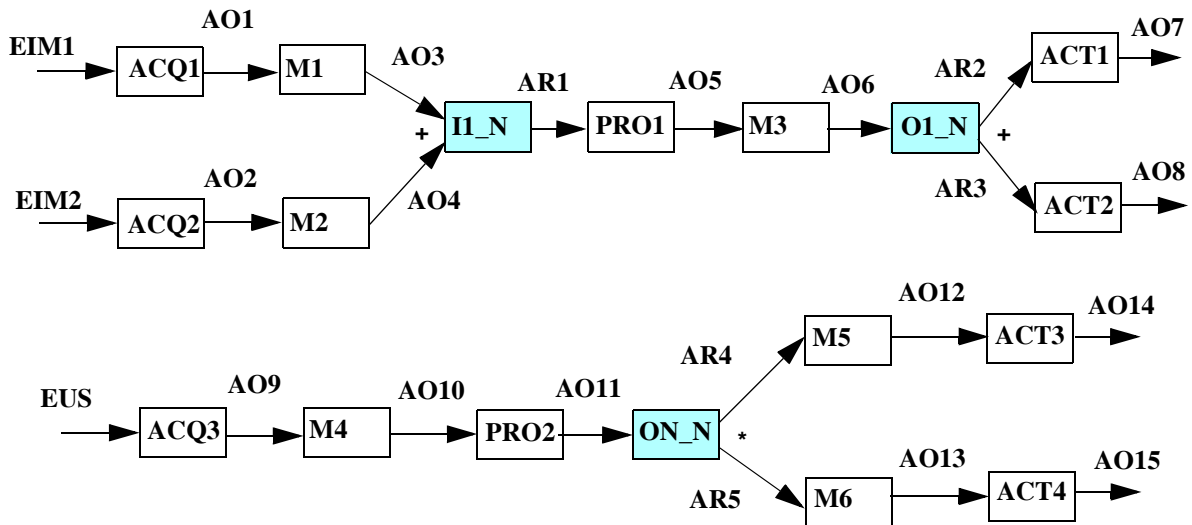 AO1
EIM1
ACQ1
M1
AO3
AR1
AO5
AO6
AR2
ACT1
AO7
+
I1_N
PRO1
M3
O1_N
+
AO2
EIM2
ACQ2
M2
AO4
AR3
ACT2
AO8
AO12
AO14
M5
ACT3
AR4
EUS
AO9
AO10
AO11
ACQ3
M4
PRO2
ON_N
*
AO13
AO15
AR5
M6
ACT4